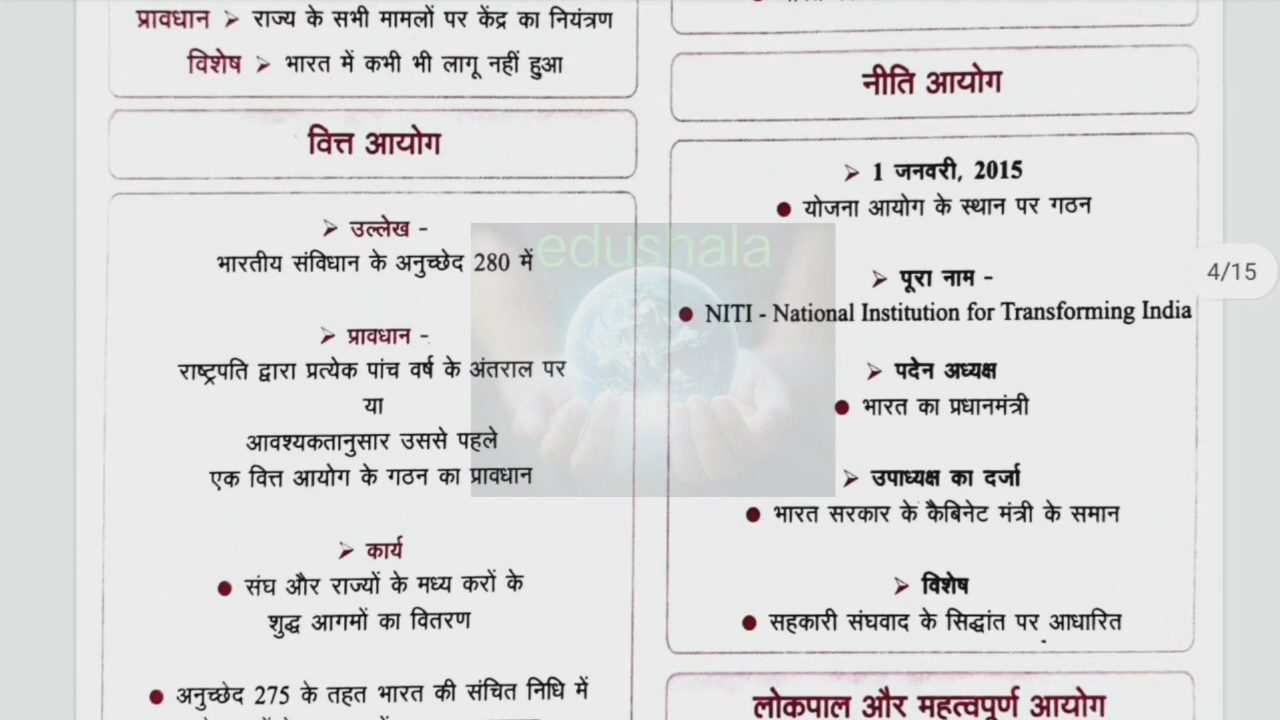 प्रावधान ➢ राज्य के सभी मामलों पर केंद्र का नियंत्रण
विशेष ➢ भारत में कभी भी लागू नहीं हुआ
वित्त आयोग
➢ उल्लेख -
भारतीय संविधान के अनुच्छेद 280 में
➢ प्रावधान -
राष्ट्रपति द्वारा प्रत्येक पांच वर्ष के अंतराल पर
या
आवश्यकतानुसार उससे पहले
एक वित्त आयोग के गठन का प्रावधान
➢ कार्य
● संघ और राज्यों के मध्य करों के
शुद्ध आगमों का वितरण
● अनुच्छेद 275 के तहत भारत की संचित निधि में
नीति आयोग
➢ 1 जनवरी, 2015
● योजना आयोग के स्थान पर गठन
➢ पूरा नाम -
● NITI - National Institution for Transforming India
➢ पदेन अध्यक्ष
● भारत का प्रधानमंत्री
➢ उपाध्यक्ष का दर्जा
● भारत सरकार के कैबिनेट मंत्री के समान
➢ विशेष
● सहकारी संघवाद के सिद्धांत पर आधारित
लोकपाल और महत्वपूर्ण आयोग
edushala
4/15